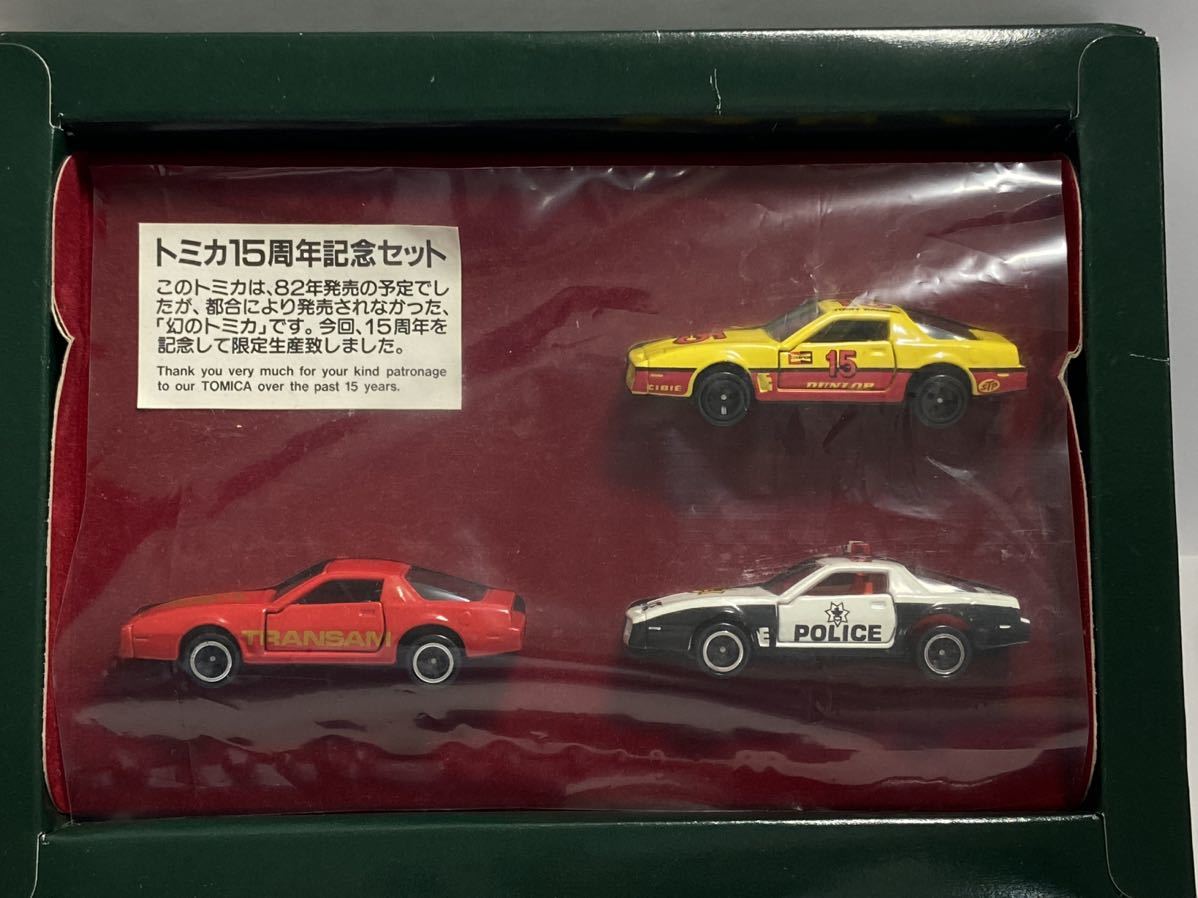 トミカ15周年記念セット
このトミカは、82年発売の予定でし
たが、都合により発売されなかった、
「幻のトミカ」です。今回、15周年を
記念して限定生産致しました。
Thank you very much for your kind patronage
to our TOMICA over the past 15 years.
15
15
CIBIE
DUNLOP
STP
TRANSAM
POLICE